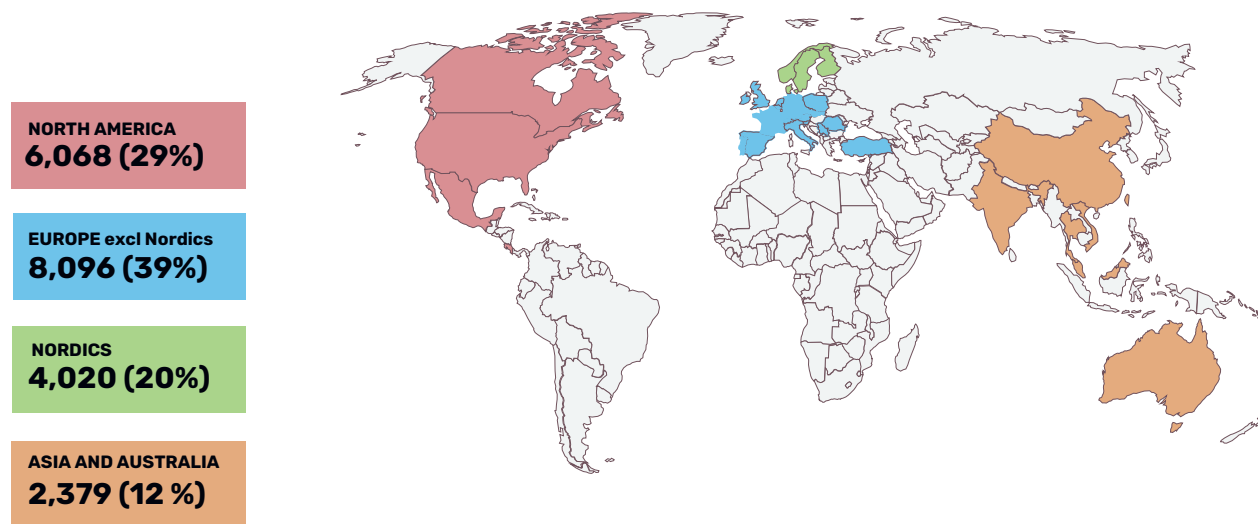 NORTH AMERICA
6,068 (29%)
EUROPE excl Nordics
8,096 (39%)
NORDICS
4,020 (20%)
ASIA AND AUSTRALIA
2,379 (12 %)